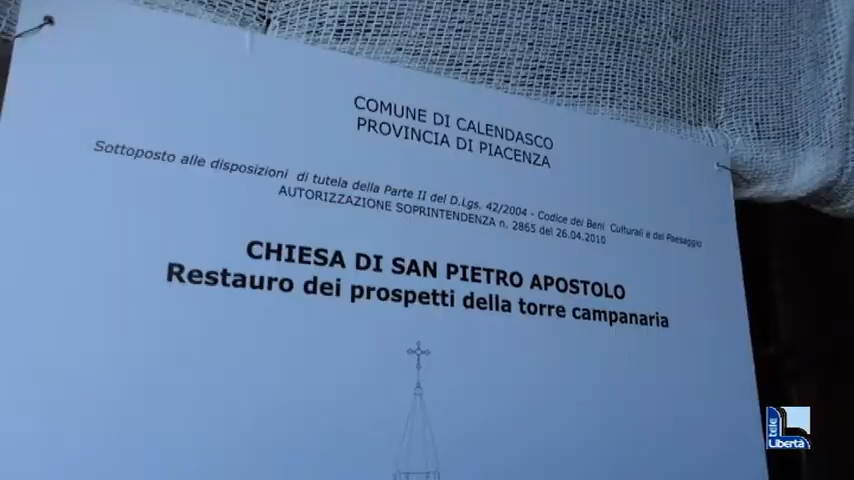 COMUNE DI CALENDASCO
PROVINCIA DI PIACENZA
Sottoposto alle disposizioni di tutela della Parte II del D.Lgs. 42/2004 - Codice dei Beni Culturali e del Paesaggio
AUTORIZZAZIONE SOPRINTENDENZA n. 2865 del 26.04.2010
CHIESA DI SAN PIETRO APOSTOLO
Restauro dei prospetti della torre campanaria
tele
Libertà